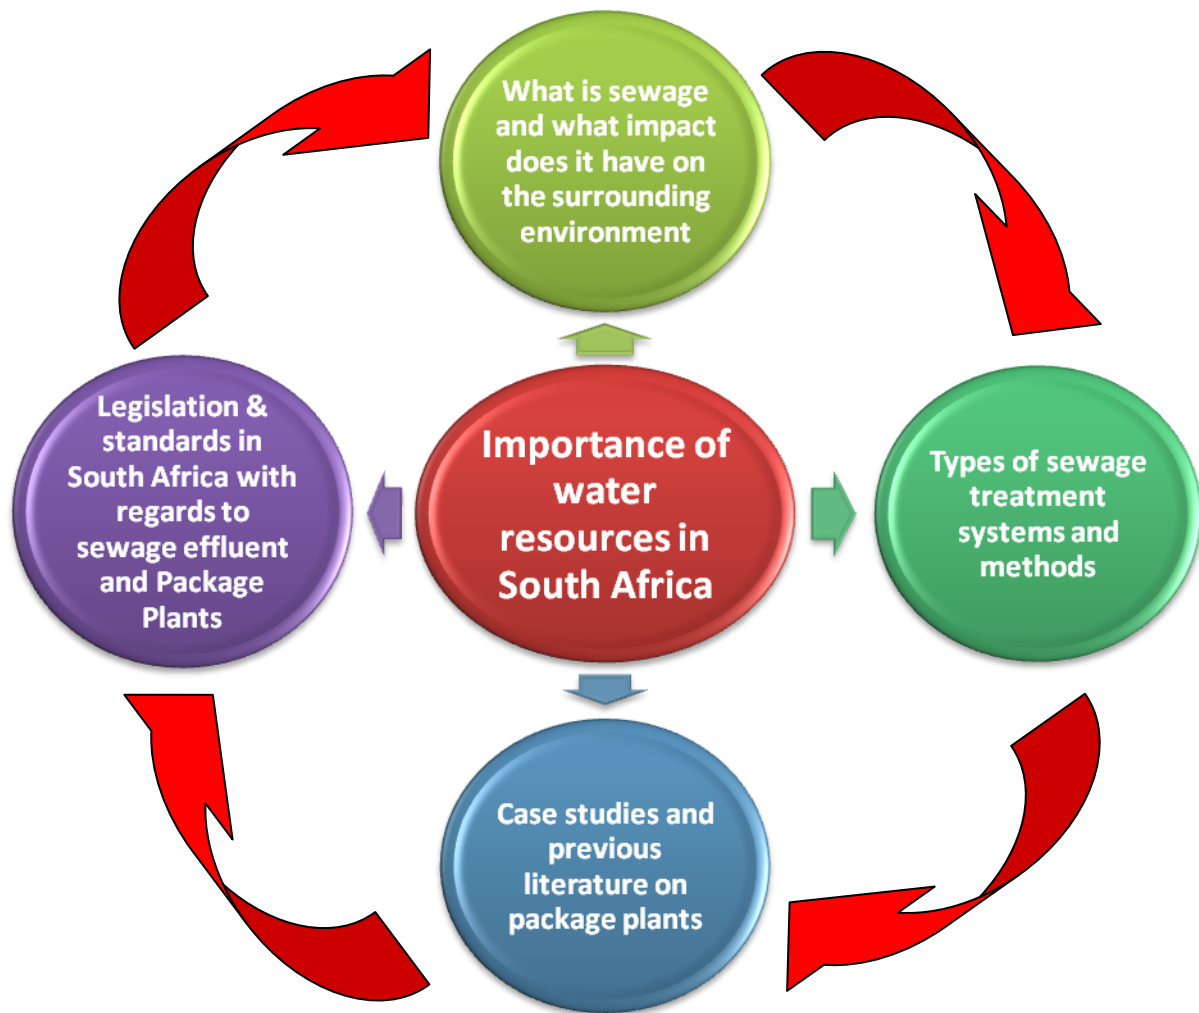 What is sewage
and what impact
does it have on
the surrounding
environment
Legislation &
standards in
South Africa with
regards to
sewage effluent
and Package
Plants
Importance of
water
resources in
South Africa
Types of sewage
treatment
systems and
methods
Case studies and
previous
literature on
package plants